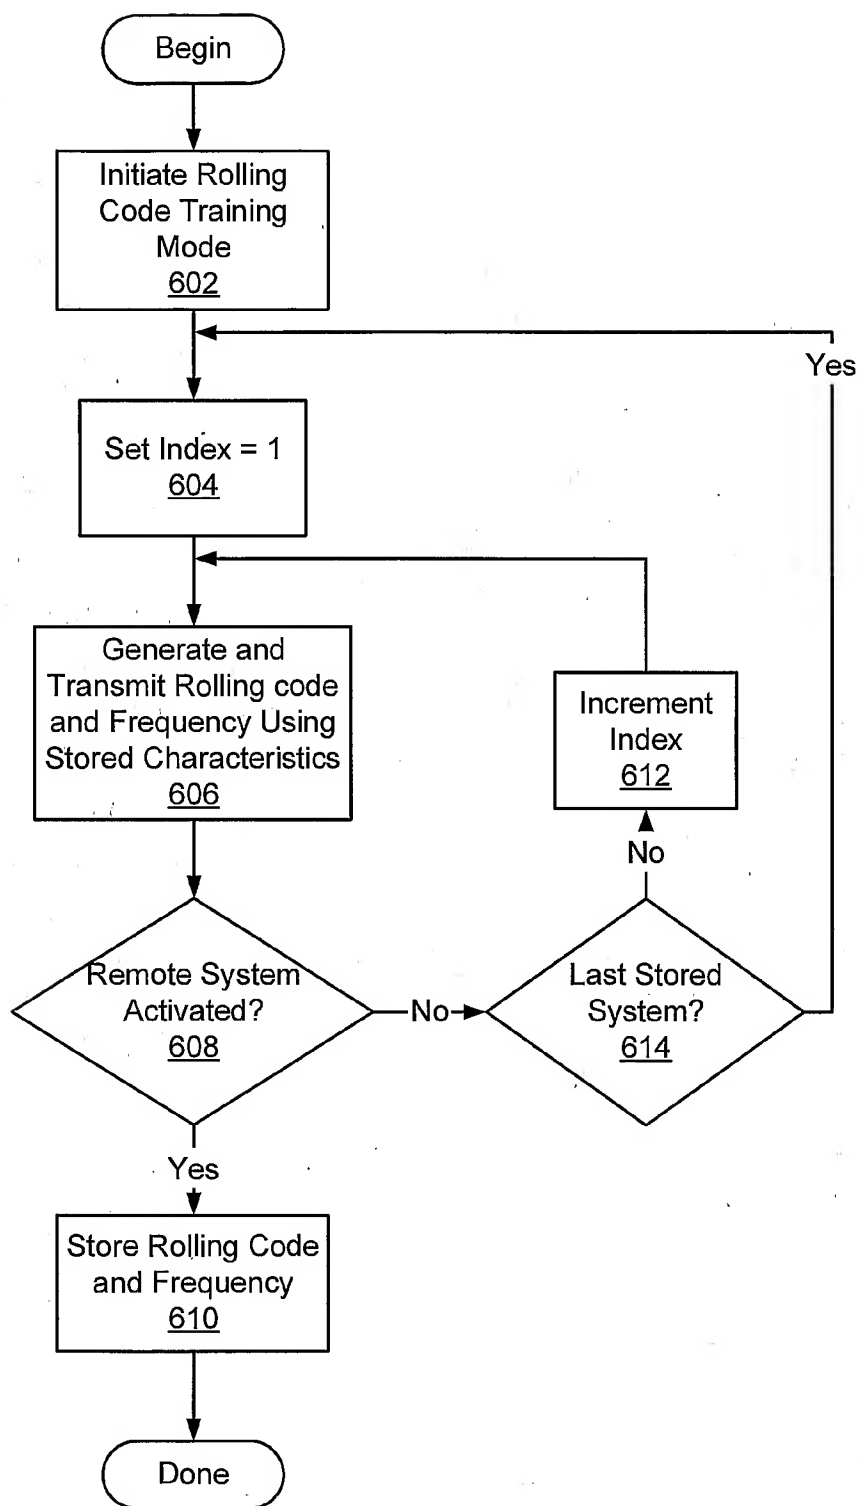 Begin
Initiate Rolling
Code Training
Mode
602
Yes
Set Index = 1
604
Generate and
Transmit Rolling code
and Frequency Using
Stored Characteristics
606
Increment
Index
612
No
Remote System
Activated?
608
No
Last Stored
System?
614
Yes
Store Rolling Code
and Frequency
610
Done